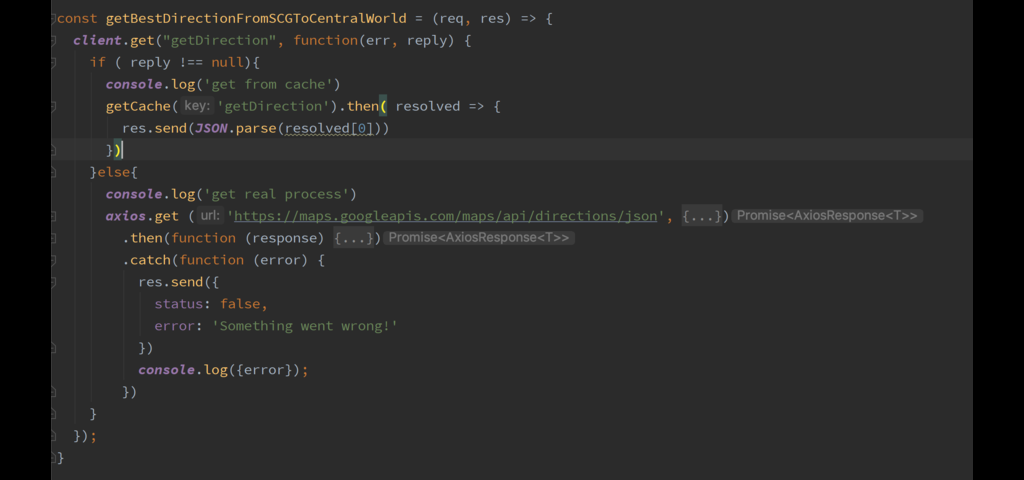 const getBestDirectionFromSCGToCentralWorld = (req, res) => {
client.get("getDirection", function(err, reply) {
if ( reply !== null){
console.log('get from cache')
getCache( key: 'getDirection').then( resolved => {
res.send(JSON.parse(resolved[0]))
})
}else{
console.log('get real process')
axios.get ( url: 'https://maps.googleapis.com/maps/api/directions/json', {...}) Promise<AxiosResponse<T>>
.then(function (response) {...}) Promise<AxiosResponse<T>>
.catch(function (error) {
res.send({
status: false,
error: 'Something went wrong!'
})
console.log({error});
})
}
});
}